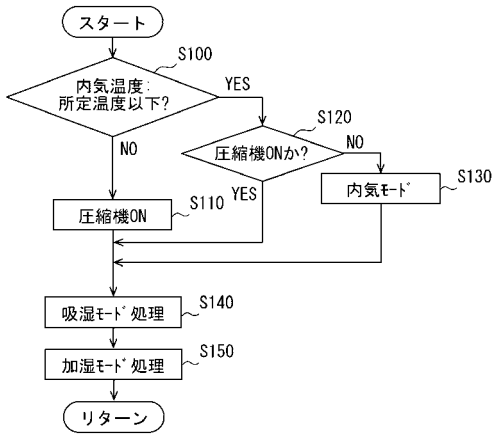 スタート
S100
内気温度:
所定温度以下?
YES
S120
圧縮機ONか?
NO
NO
YES
S130
内気ﾓｰﾄﾞ
S110
圧縮機ON
S140
吸湿ﾓｰﾄﾞ処理
S150
加湿ﾓｰﾄﾞ処理
リターン